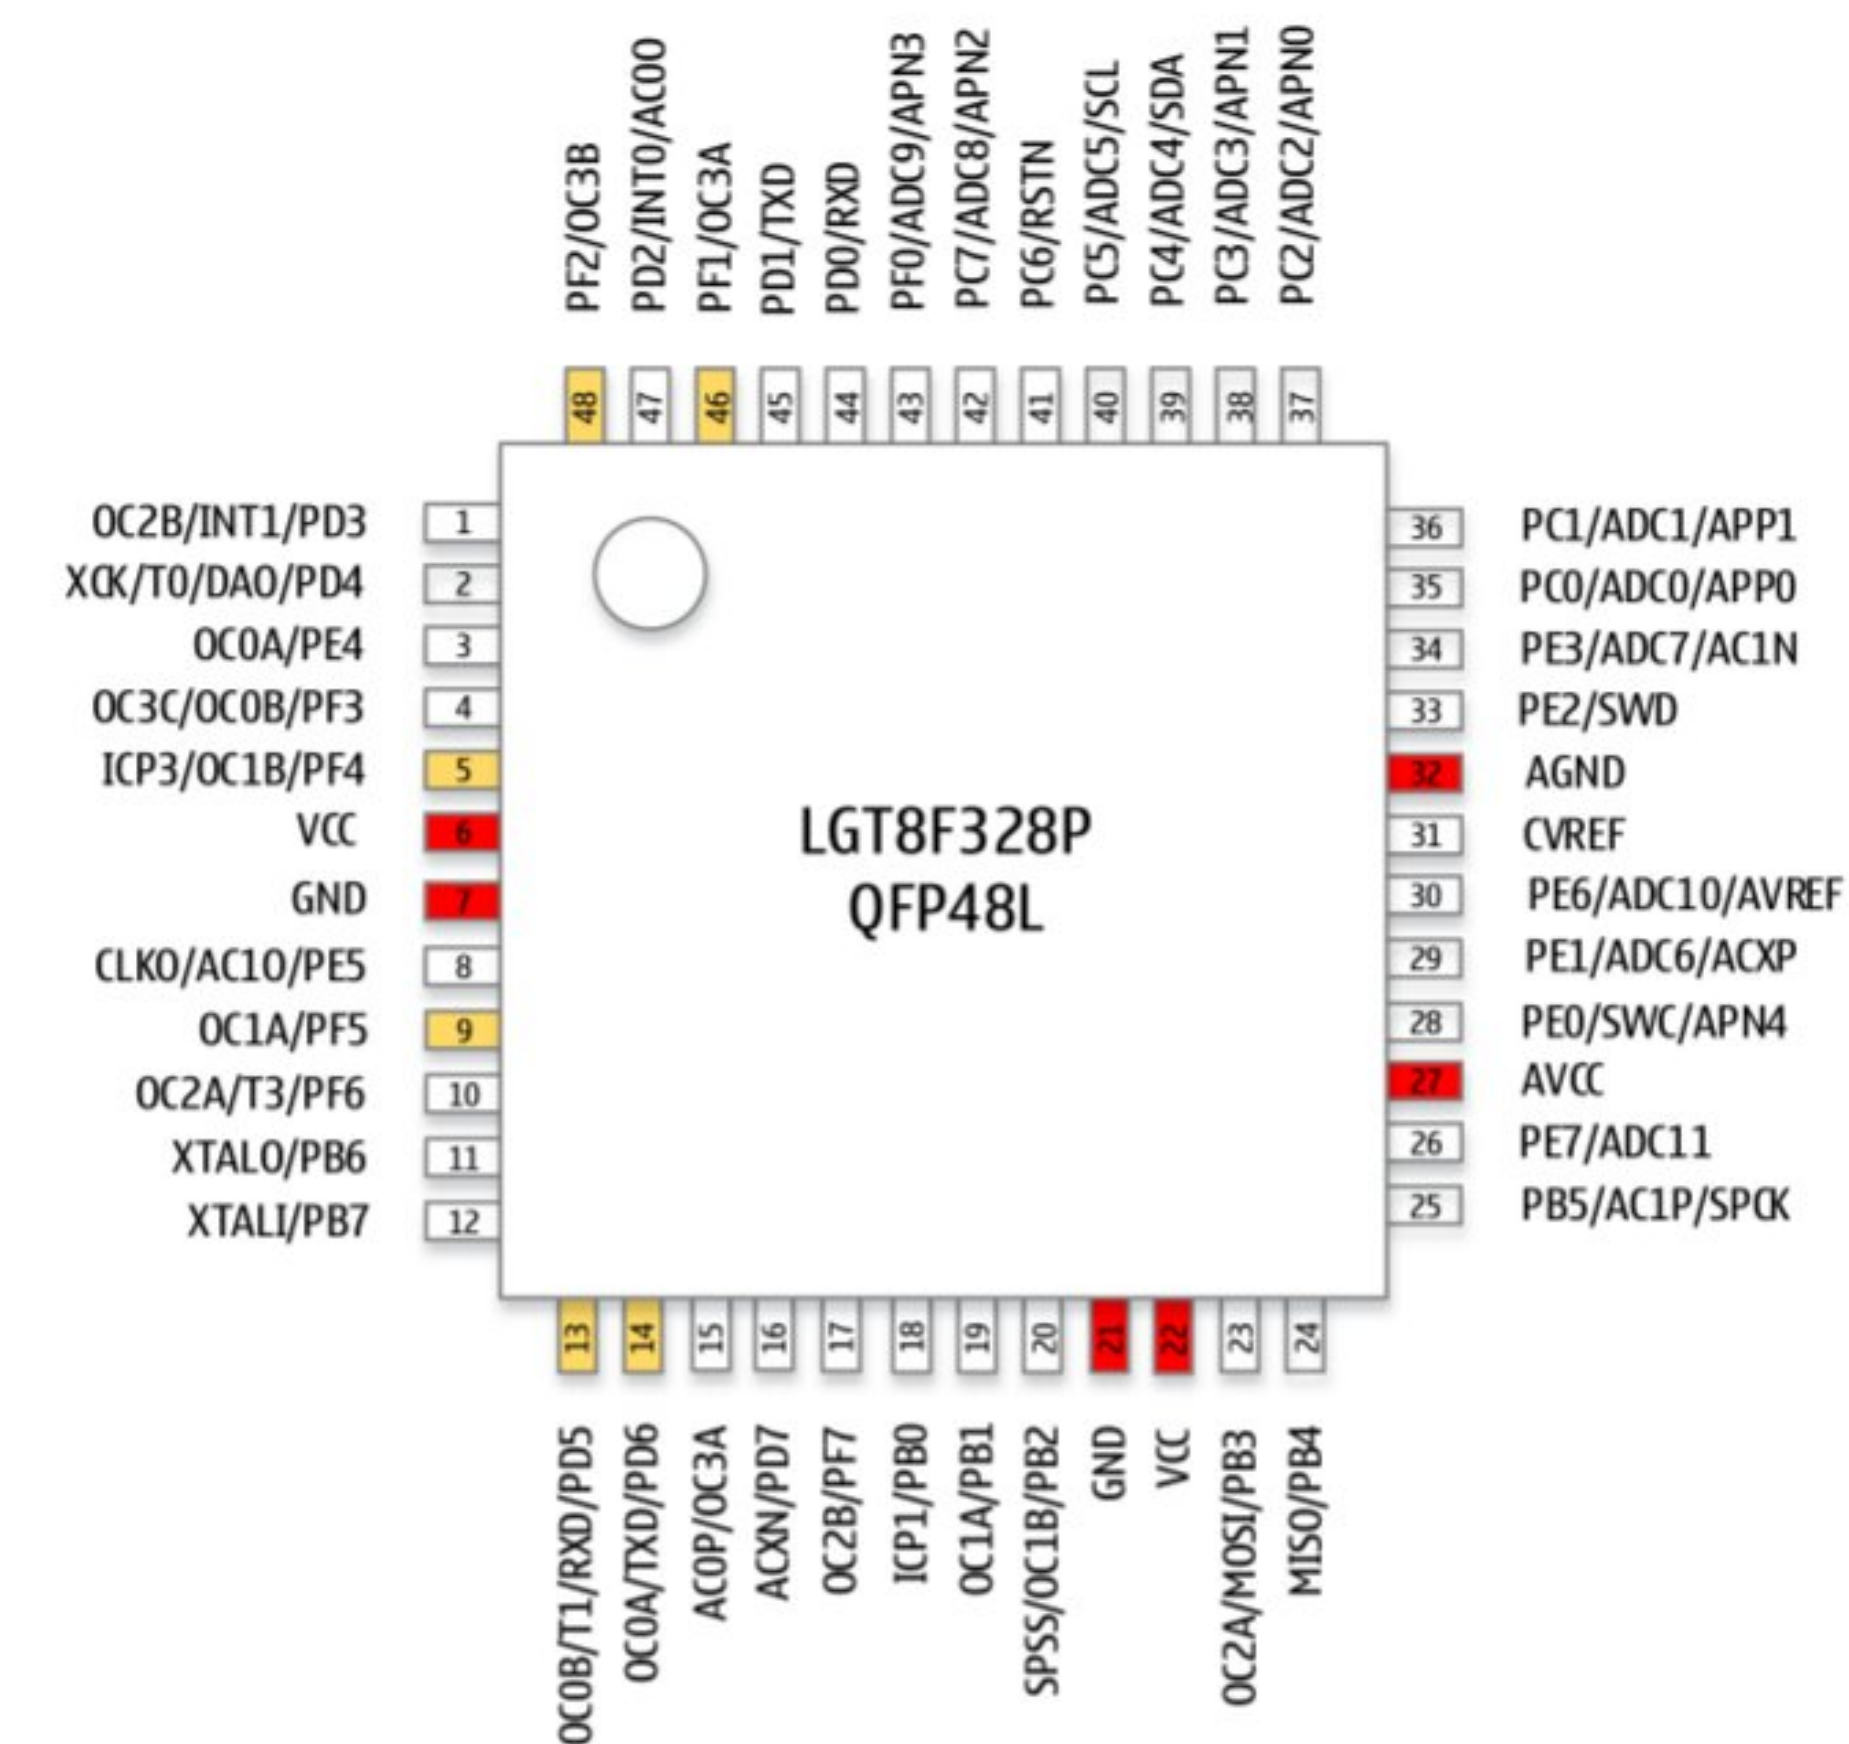 PF2/OC3B
PD2/INT0/AC0O
PF1/OC3A
PD1/TXD
PD0/RXD
PF0/ADC9/APN3
PC7/ADC8/APN2
PC6/RSTN
PC5/ADC5/SCL
PC4/ADC4/SDA
PC3/ADC3/APN1
PC2/ADC2/APN0
48
47
46
45
44
43
42
41
40
39
38
37
OC2B/INT1/PD3
1
XCK/T0/DAO/PD4
2
OC0A/PE4
3
OC3C/OC0B/PF3
4
ICP3/OC1B/PF4
5
VCC
6
GND
7
CLKO/AC1O/PE5
8
OC1A/PF5
9
OC2A/T3/PF6
10
XTALO/PB6
11
XTALI/PB7
12
LGT8F328P
QFP48L
36
PC1/ADC1/APP1
35
PC0/ADC0/APP0
34
PE3/ADC7/AC1N
33
PE2/SWD
32
AGND
31
CVREF
30
PE6/ADC10/AVREF
29
PE1/ADC6/ACXP
28
PE0/SWC/APN4
27
AVCC
26
PE7/ADC11
25
PB5/AC1P/SPCK
13
14
15
16
17
18
19
20
21
22
23
24
OC0B/T1/RXD/PD5
OC0A/TXD/PD6
AC0P/OC3A
ACXN/PD7
OC2B/PF7
ICP1/PB0
OC1A/PB1
SPSS/OC1B/PB2
GND
VCC
OC2A/MOSI/PB3
MISO/PB4